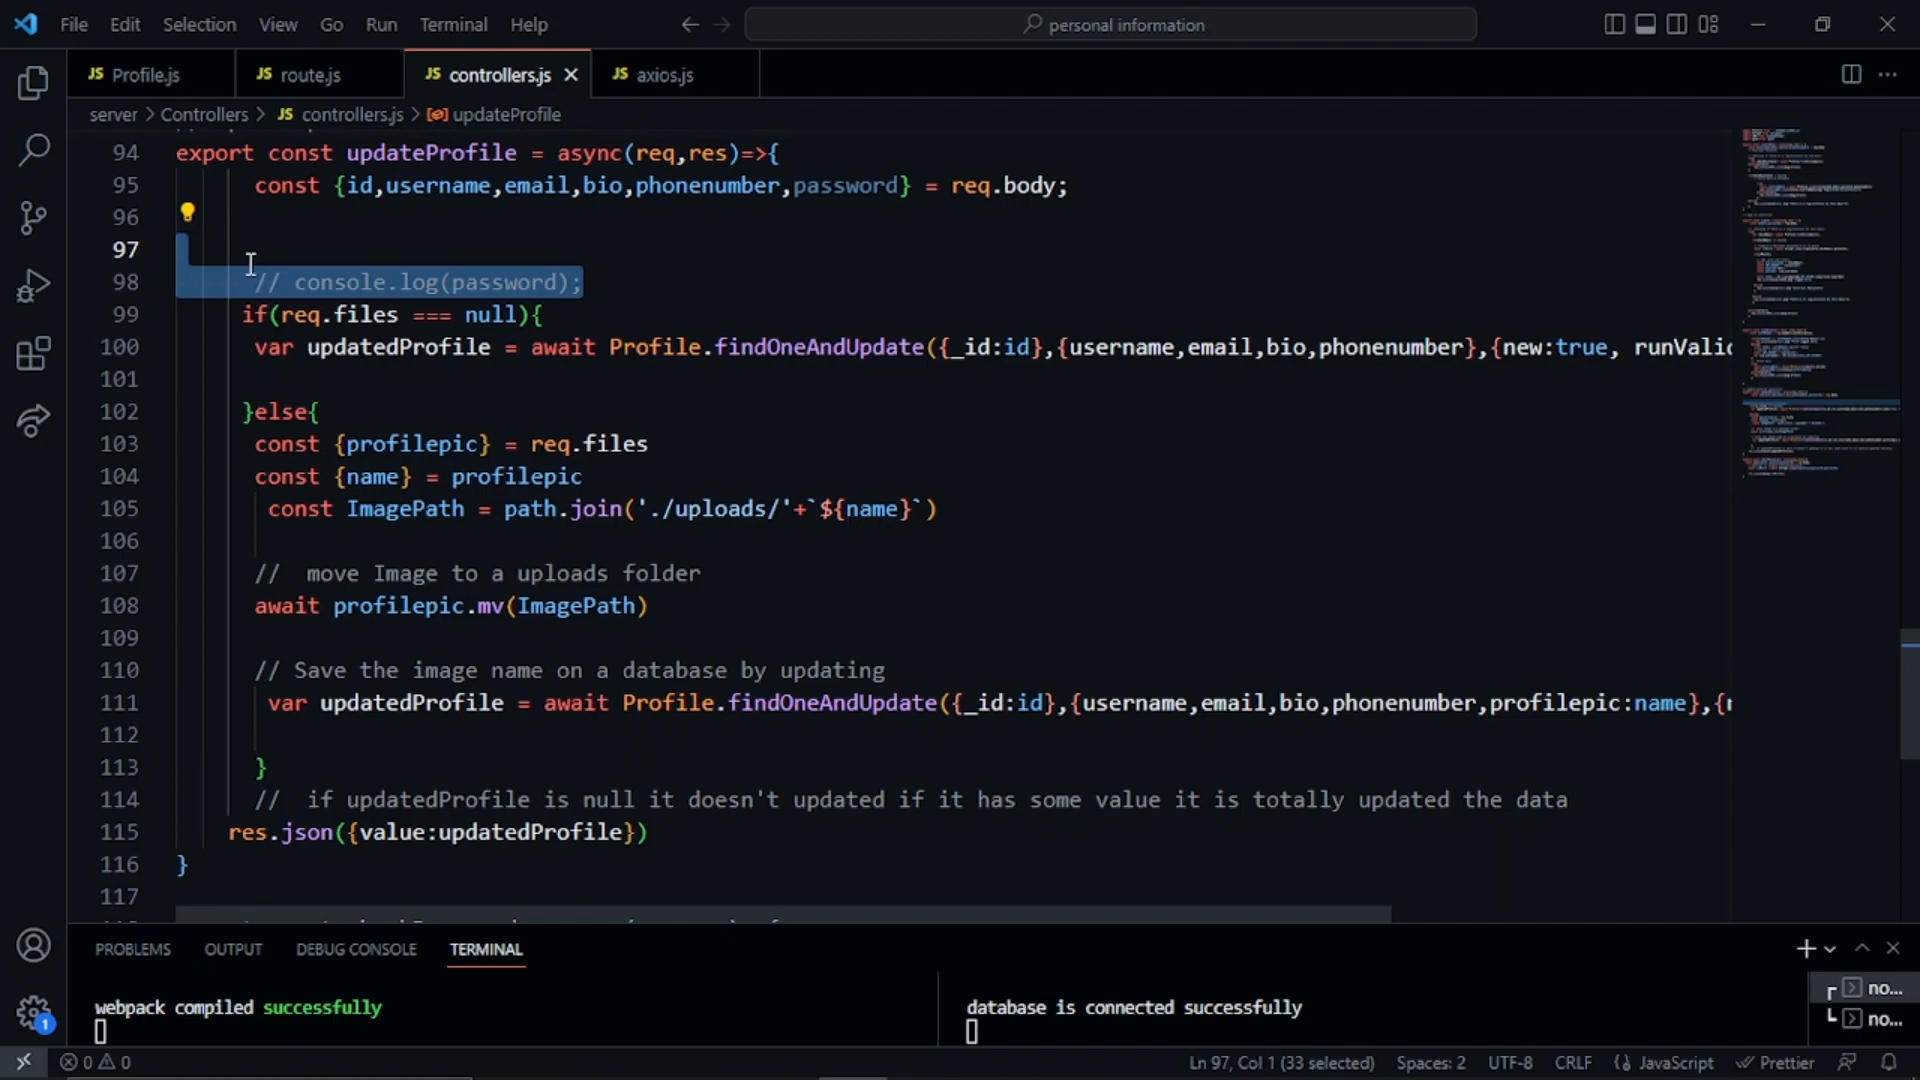 File Edit Selection View Go Run Terminal Help personal information
JS Profile.js JS route.js JS controllers.js JS axios.js
server > Controllers > JS controllers.js > updateProfile
94 export const updateProfile = async(req,res)=>{
95 const {id,username,email,bio,phonenumber,password} = req.body;
96
97
98 // console.log(password);
99 if(req.files === null){
100 var updatedProfile = await Profile.findOneAndUpdate({_id:id},{username,email,bio,phonenumber},{new:true, runValid
101
102 }else{
103 const {profilepic} = req.files
104 const {name} = profilepic
105 const ImagePath = path.join('./uploads/'+`${name}`)
106
107 // move Image to a uploads folder
108 await profilepic.mv(ImagePath)
109
110 // Save the image name on a database by updating
111 var updatedProfile = await Profile.findOneAndUpdate({_id:id},{username,email,bio,phonenumber,profilepic:name},{
112
113 }
114 // if updatedProfile is null it doesn't updated if it has some value it is totally updated the data
115 res.json({value:updatedProfile})
116 }
117
PROBLEMS OUTPUT DEBUG CONSOLE TERMINAL
webpack compiled successfully
database is connected successfully
no...
no...
1
0 0 Ln 97, Col 1 (33 selected) Spaces: 2 UTF-8 CRLF {} JavaScript Prettier